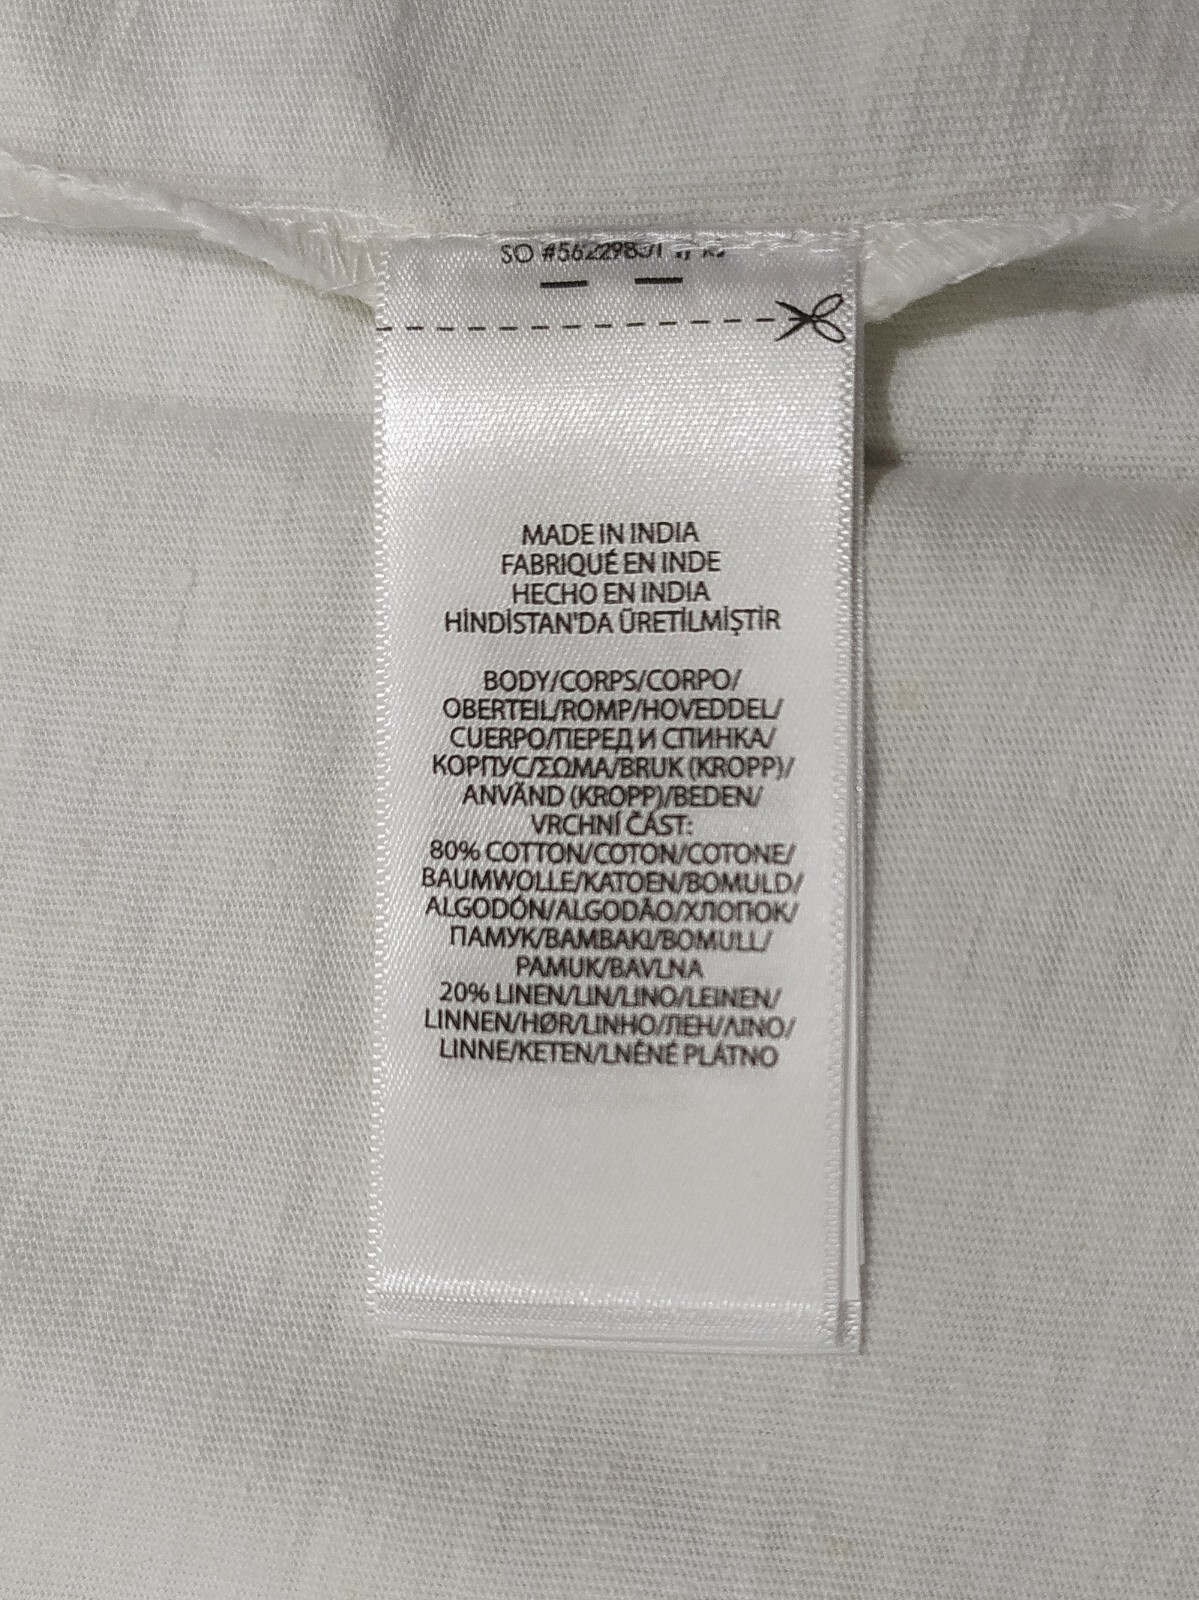 SO
MADE IN INDIA
FABRIQUÉ EN INDE
HECHO EN INDIA
HİNDİSTAN'DA ÜRETİLMİŞTİR
BODY/CORPS/CORPO/
OBERTEIL/ROMP/HOVEDDEL/
CUERPO/ПЕРЕД И СПИНКА/
КОРПУС/ΣΩΜΑ/BRUK (KROPP)/
ANVÄND (KROPP)/BEDEN/
VRCHNÍ ČÁST:
80% COTTON/COTON/COTONE/
BAUMWOLLE/KATOEN/BOMULD/
ALGODÓN/ALGODÃO/ХЛОПОК/
ПАМУК/ΒΑΜΒΑΚΙ/BOMULL/
PAMUK/BAVLNA
20% LINEN/LIN/LINO/LEINEN/
LINNEN/HØR/LINHO/ЛЕН/ΛΙΝΟ/
LINNE/KETEN/LNĚNÉ PLÁTNO